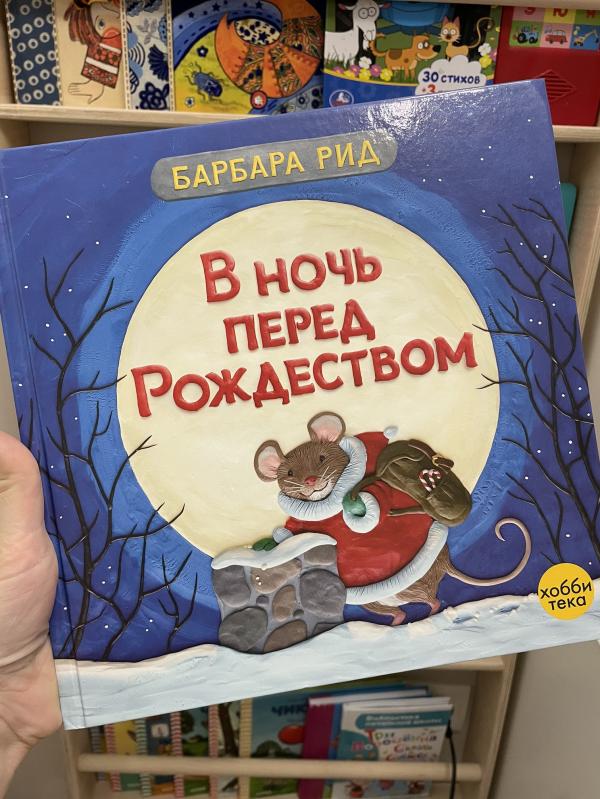 30 СТИХОВ
БАРБАРА РИД
В НОЧЬ
ПЕРЕД
РОЖДЕСТВОМ
хобби
тека